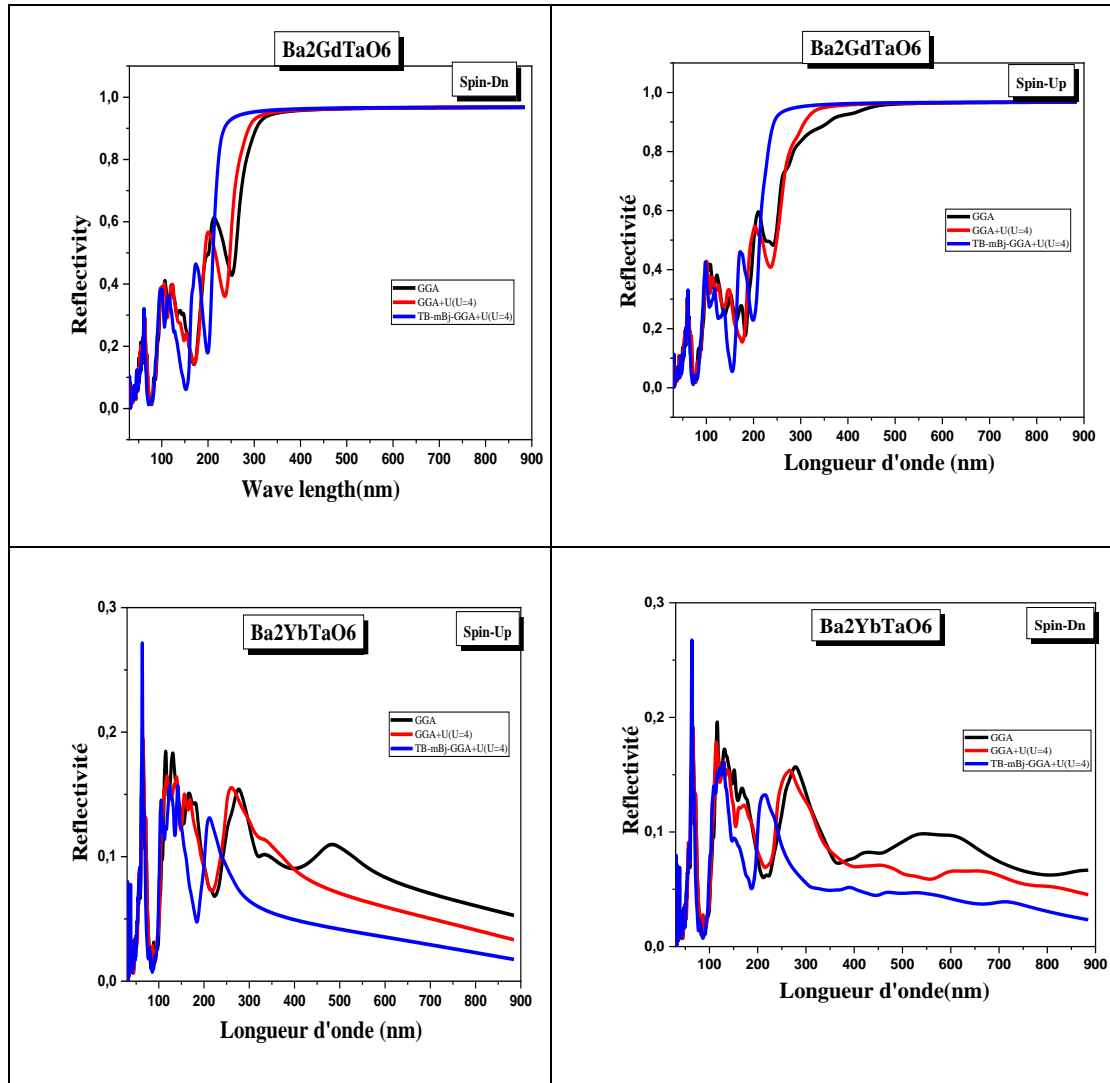 Ba2GdTaO6
Spin-Dn
1,0
0,8
0,6
0,4
0,2
0,0
Reflectivity
GGA
GGA+U(U=4)
TB-mBj-GGA+U(U=4)
100 200 300 400 500 600 700 800 900
Wave length(nm)
Ba2GdTaO6
Spin-Up
1,0
0,8
0,6
0,4
0,2
0,0
Reflectivité
GGA
GGA+U(U=4)
TB-mBj-GGA+U(U=4)
100 200 300 400 500 600 700 800 900
Longueur d'onde (nm)
Ba2YbTaO6
Spin-Up
0,3
0,2
0,1
0,0
Reflectivité
GGA
GGA+U(U=4)
TB-mBj-GGA+U(U=4)
100 200 300 400 500 600 700 800 900
Longueur d'onde (nm)
Ba2YbTaO6
Spin-Dn
0,3
0,2
0,1
0,0
Reflectivité
GGA
GGA+U(U=4)
TB-mBj-GGA+U(U=4)
100 200 300 400 500 600 700 800 900
Longueur d'onde(nm)